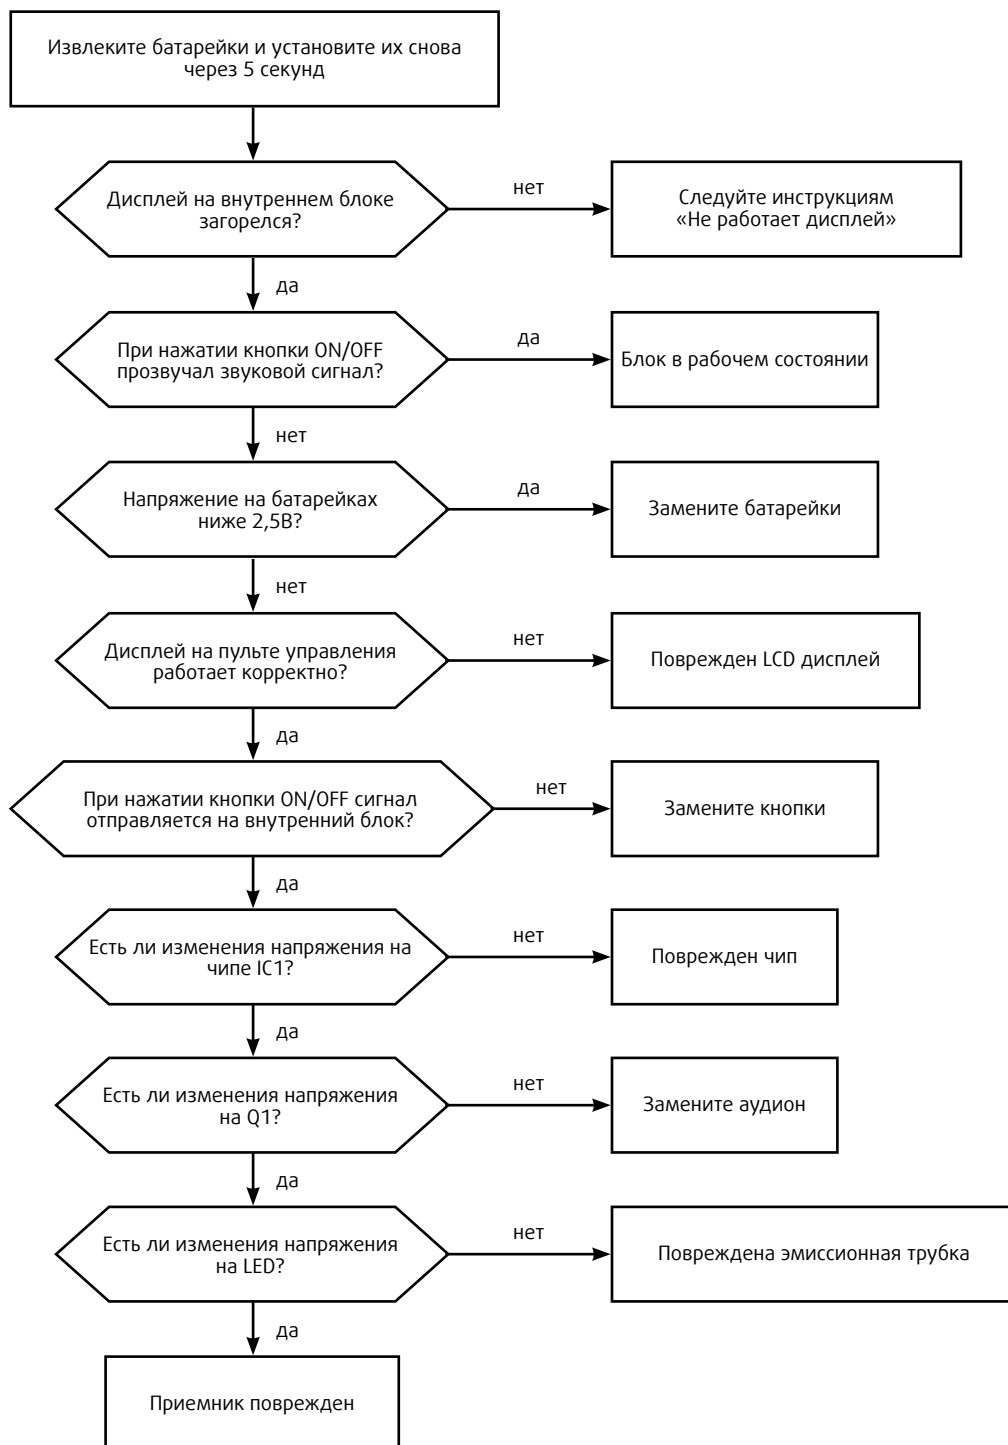 Извлеките батарейки и установите их снова
через 5 секунд
Дисплей на внутреннем блоке
загорелся?
нет
Следуйте инструкциям
«Не работает дисплей»
да
При нажатии кнопки ON/OFF
прозвучал звуковой сигнал?
да
Блок в рабочем состоянии
нет
Напряжение на батарейках
ниже 2,5В?
да
Замените батарейки
нет
Дисплей на пульте управления
работает корректно?
нет
Поврежден LCD дисплей
да
При нажатии кнопки ON/OFF сигнал
отправляется на внутренний блок?
нет
Замените кнопки
да
Есть ли изменения напряжения на
чипе IC1?
нет
Поврежден чип
да
Есть ли изменения напряжения
на Q1?
нет
Замените аудион
да
Есть ли изменения напряжения
на LED?
нет
Повреждена эмиссионная трубка
да
Приемник поврежден